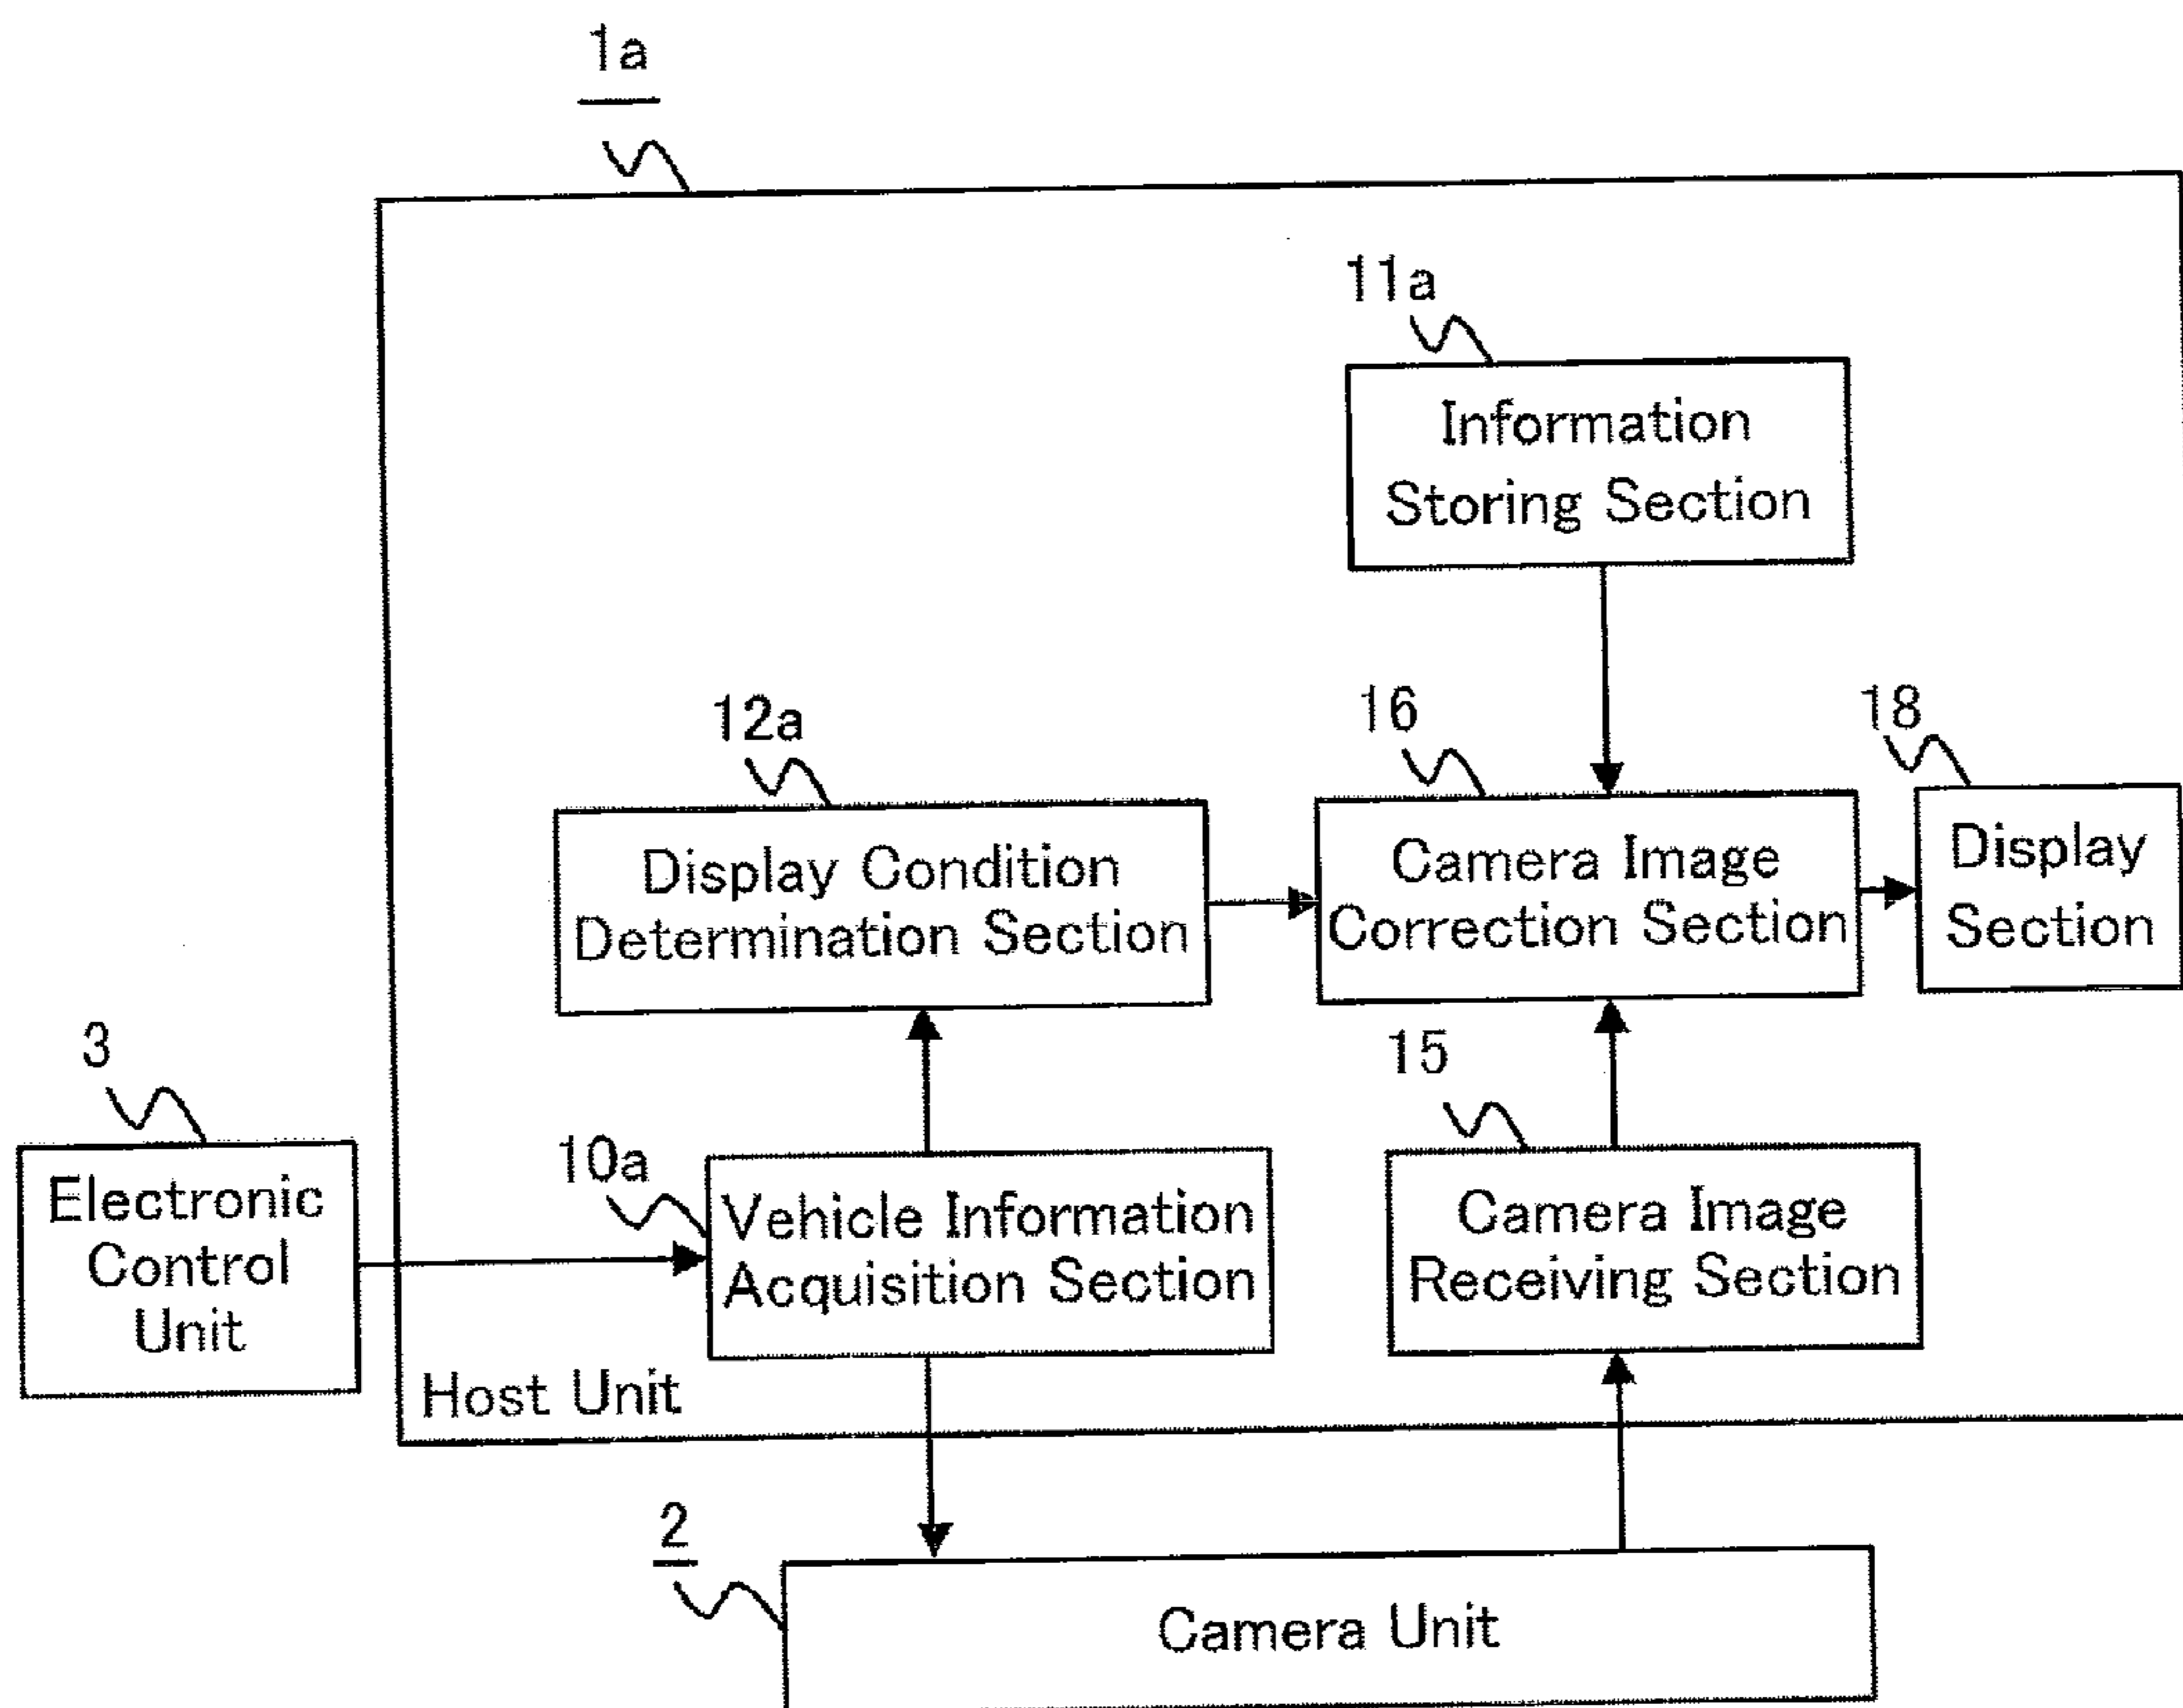 1a
11a
Information
Storing Section
12a
Display Condition
Determination Section
16
Camera Image
Correction Section
18
Display
Section
3
Electronic
Control
Unit
10a
Vehicle Information
Acquisition Section
15
Camera Image
Receiving Section
Host Unit
2
Camera Unit